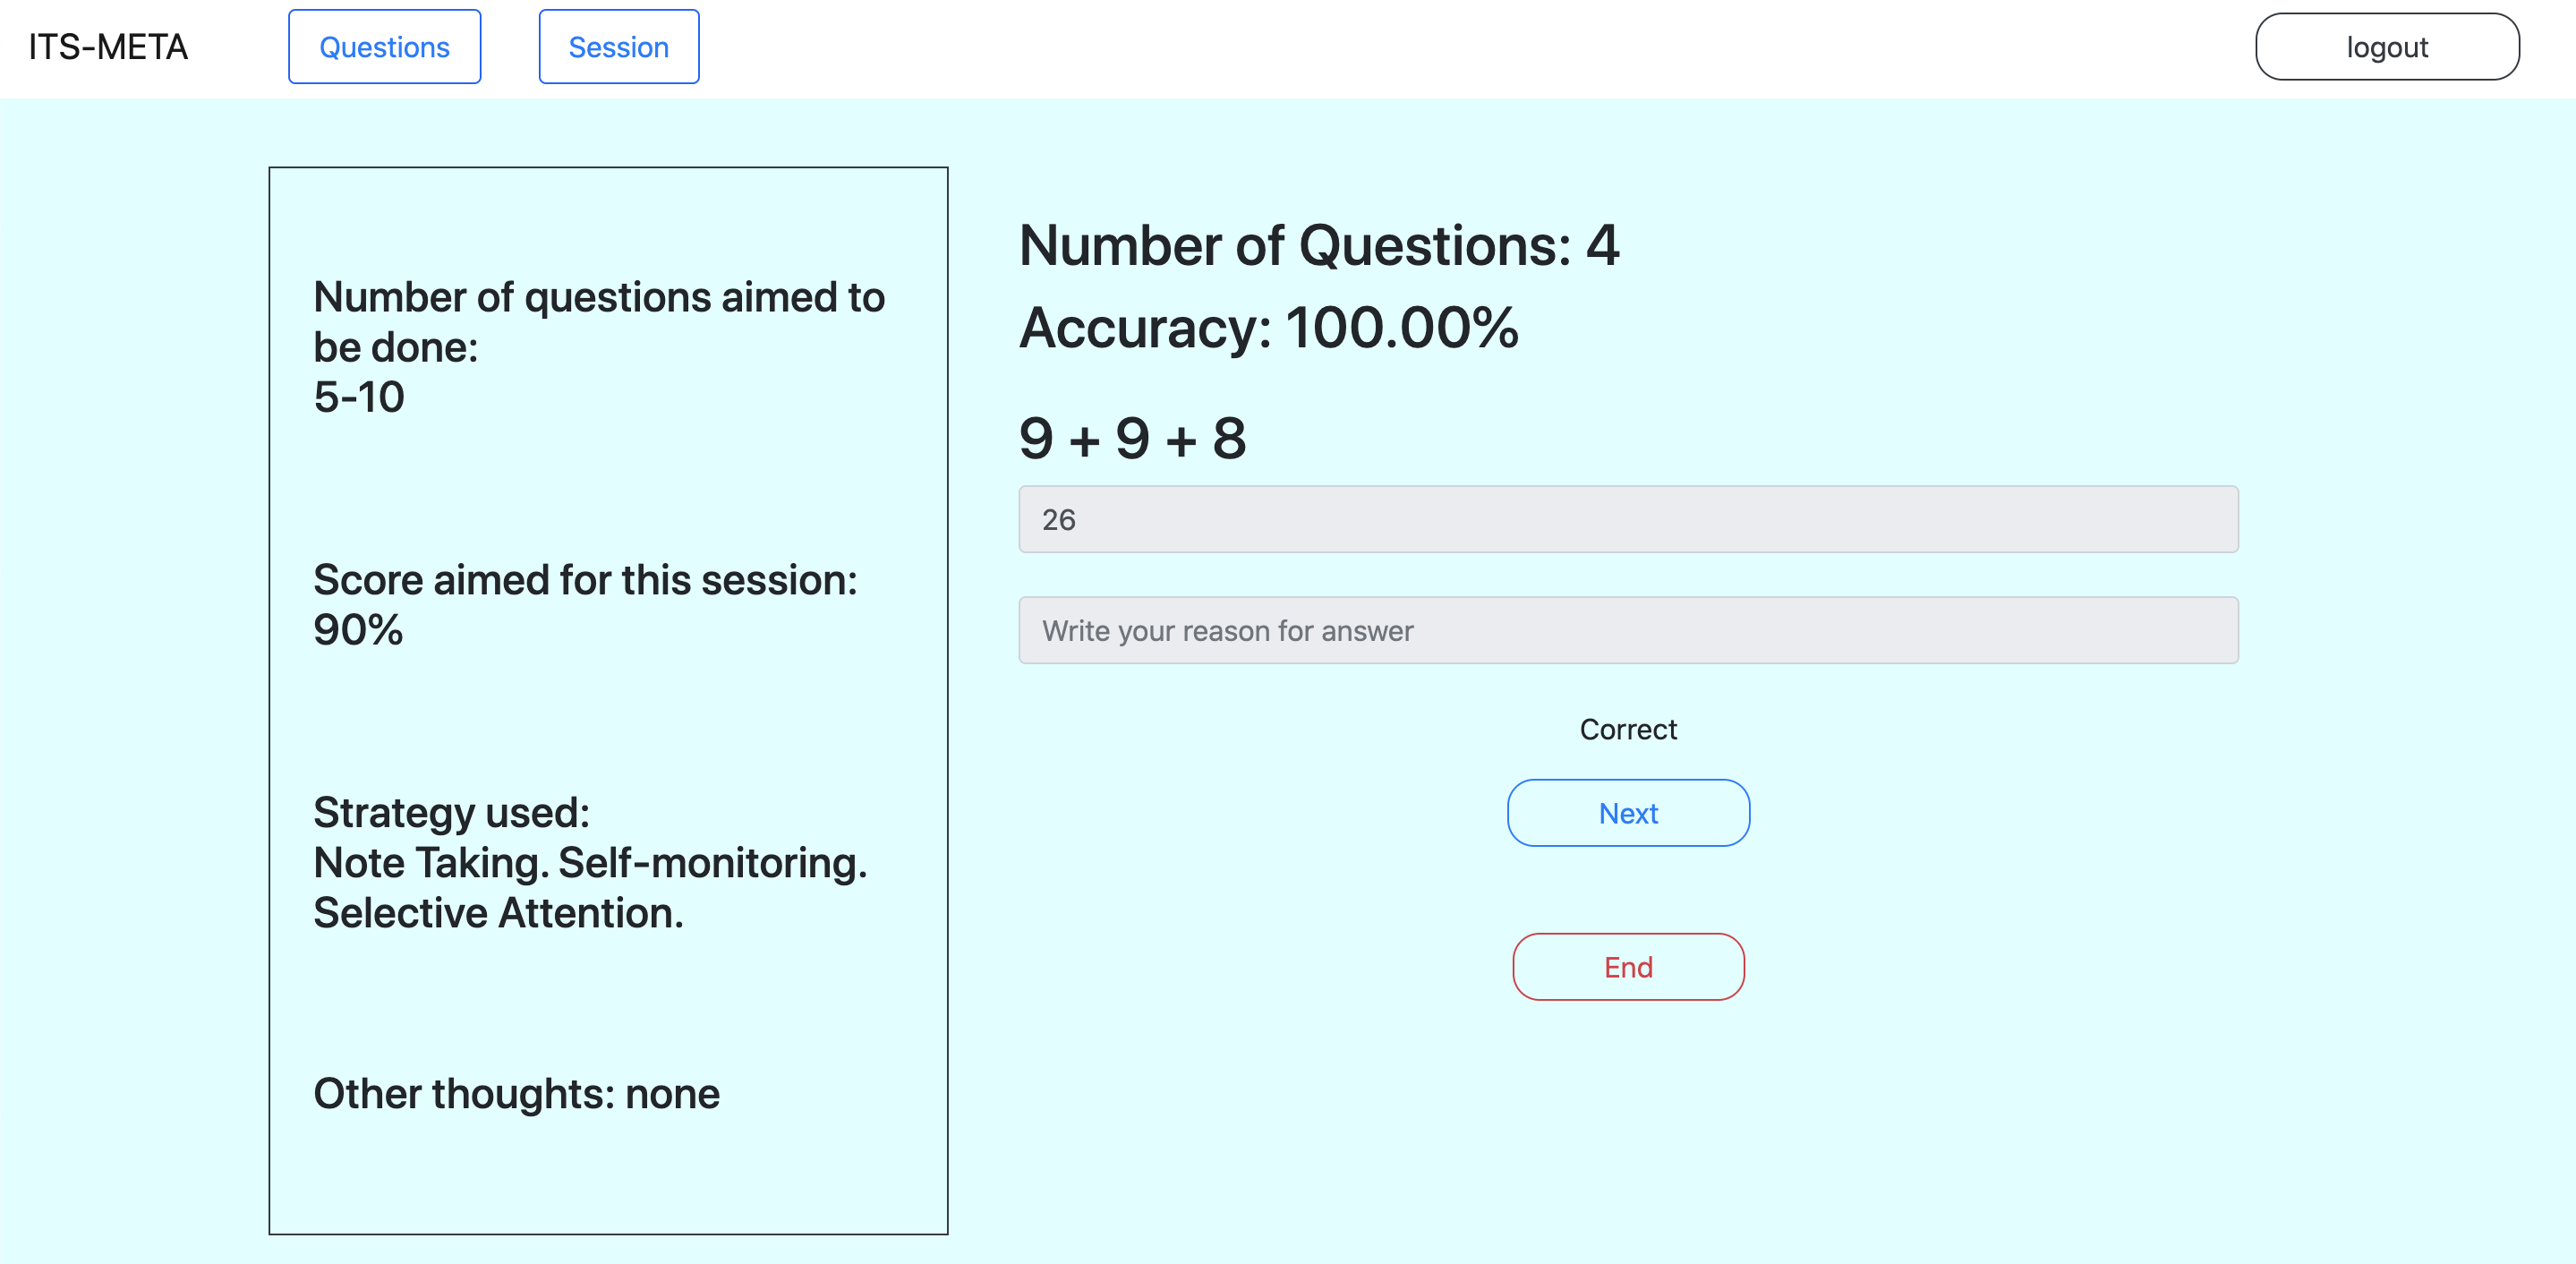 ITS-META
Questions
Session
logout
Number of questions aimed to
be done:
5-10
Score aimed for this session:
90%
Strategy used:
Note Taking. Self-monitoring.
Selective Attention.
Other thoughts: none
Number of Questions: 4
Accuracy: 100.00%
9 + 9 + 8
26
Write your reason for answer
Correct
Next
End